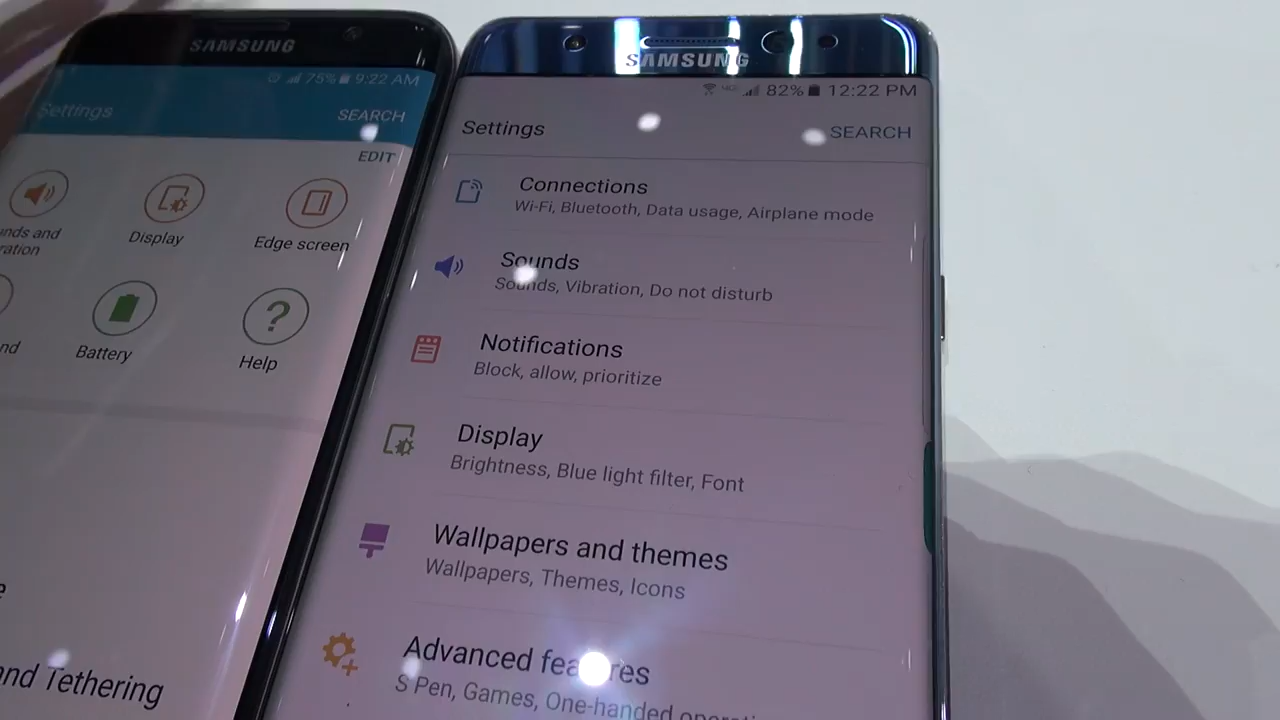 SAMSUNG
75% 9:22 AM
Settings
SEARCH
EDIT
Display
Edge screen
Battery
Help
and Tethering
SAMSUNG
82% 12:22 PM
Settings
SEARCH
Connections
Wi-Fi, Bluetooth, Data usage, Airplane mode
Sounds
Sounds, Vibration, Do not disturb
Notifications
Block, allow, prioritize
Display
Brightness, Blue light filter, Font
Wallpapers and themes
Wallpapers, Themes, Icons
Advanced features
S Pen, Games, One-handed